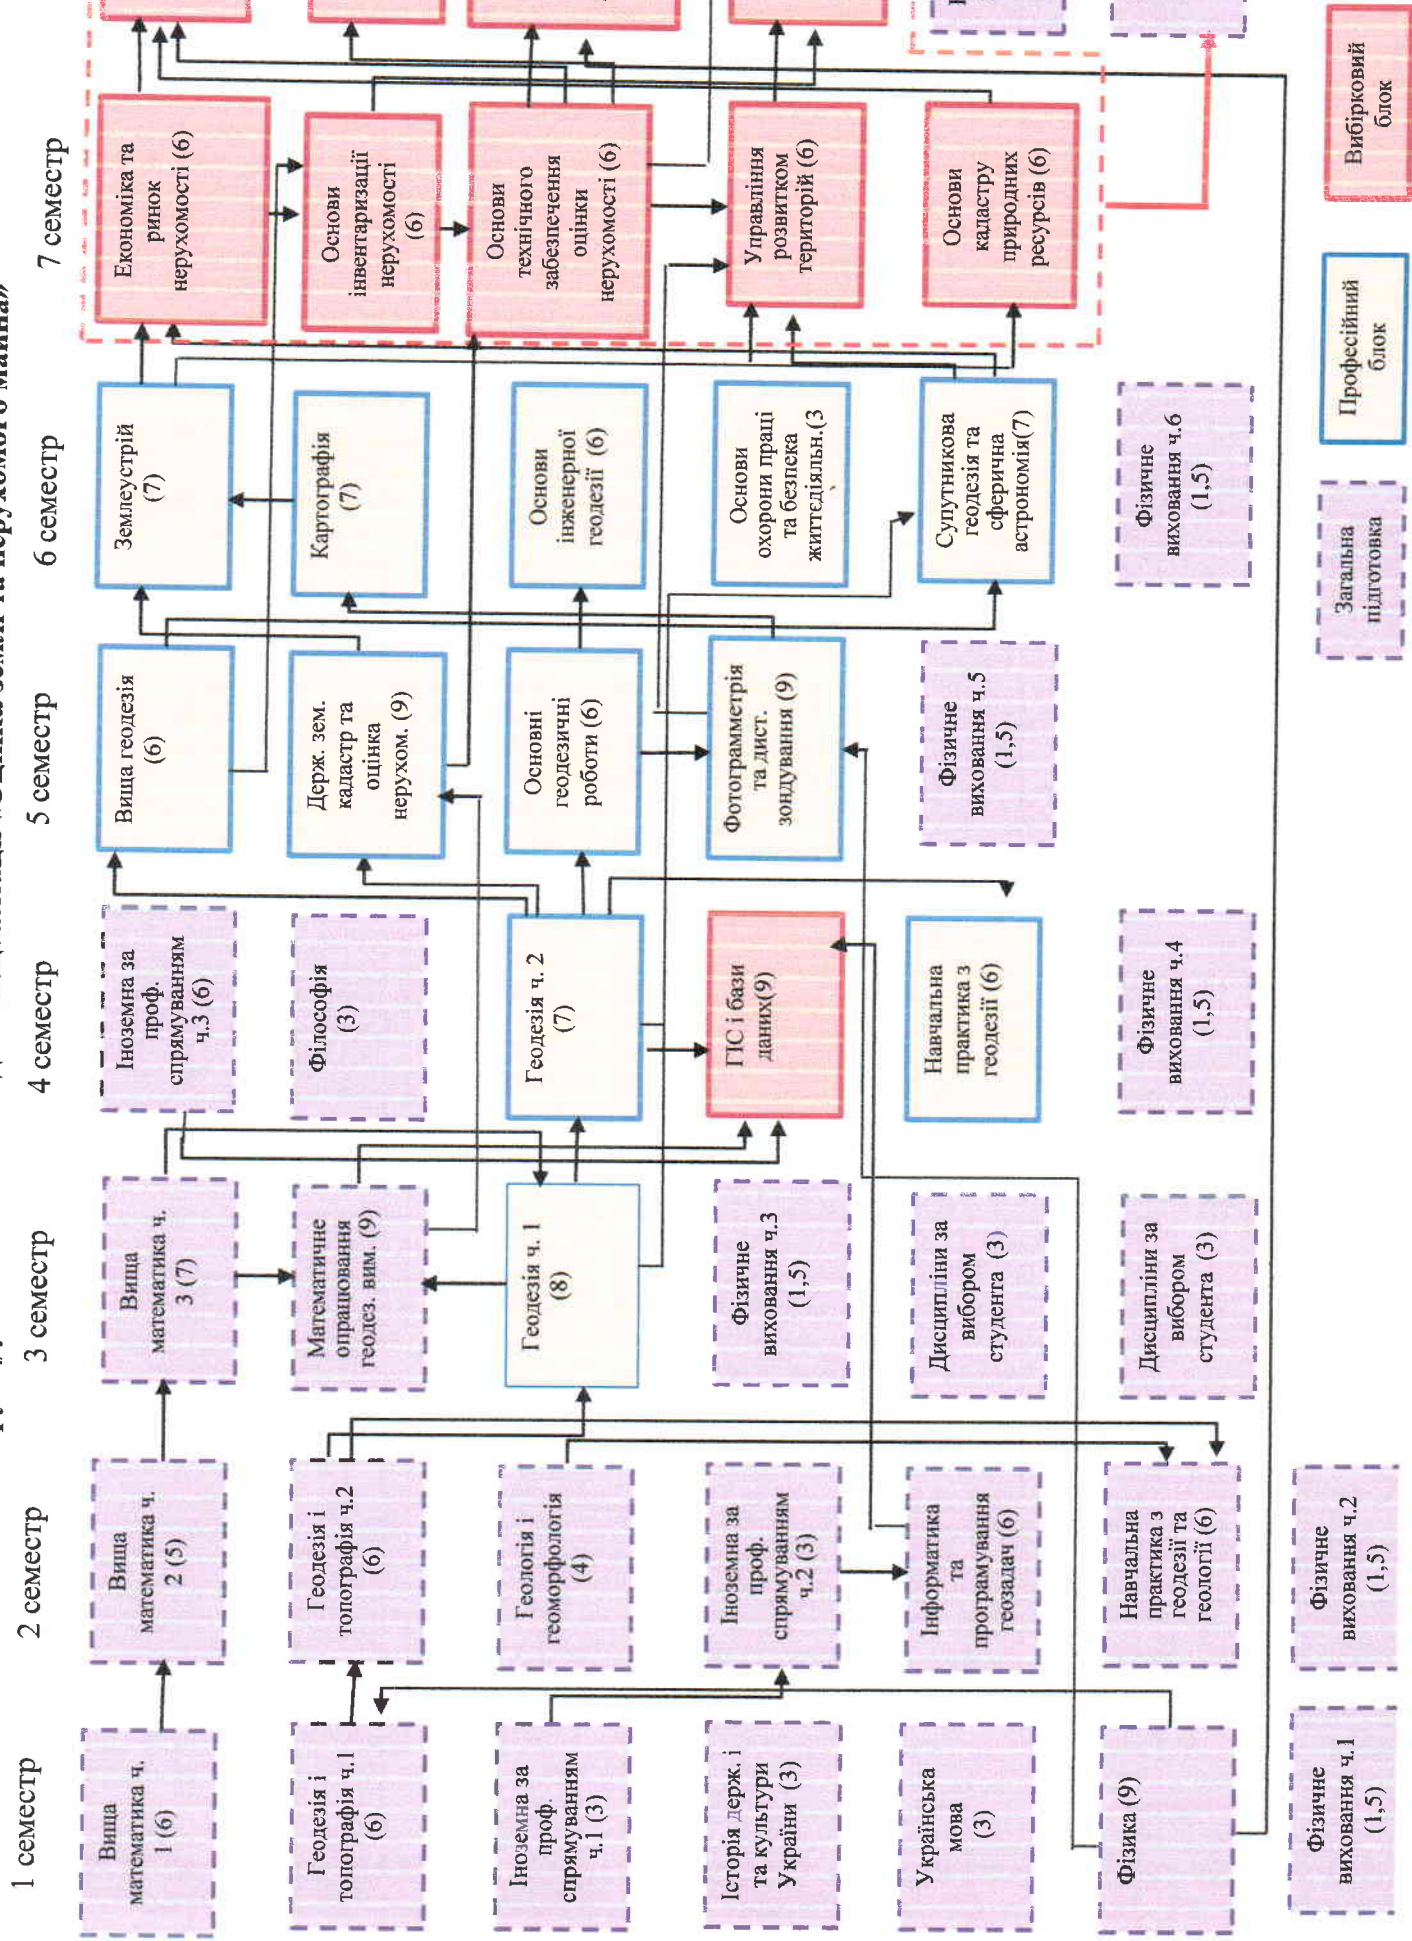 1 семестр
Вища
математика ч.
1 (6)
Геодезія і
топографія ч.1
(6)
Іноземна за
проф.
спрямуванням
ч.1 (3)
Історія держ. і
та культури
України (3)
Українська
мова
(3)
Фізика (9)
Фізичне
виховання ч.1
(1,5)
2 семестр
Вища
математика ч.
2 (5)
Геодезія і
топографія ч.2
(6)
Геологія і
геоморфологія
(4)
Іноземна за
проф.
спрямуванням
ч.2 (3)
Інформатика
та
програмування
геозадач (6)
Навчальна
практика з
геодезії та
геології (6)
Фізичне
виховання ч.2
(1,5)
3 семестр
Вища
математика ч.
3 (7)
Математичне
опрацювання
геодез. вим. (9)
Геодезія ч. 1
(8)
Фізичне
виховання ч.3
(1,5)
Дисципліни за
вибором
студента (3)
Дисципліни за
вибором
студента (3)
4 семестр
Іноземна за
проф.
спрямуванням
ч.3 (6)
Філософія
(3)
Геодезія ч. 2
(7)
ГІС і бази
даних(9)
Навчальна
практика з
геодезії (6)
Фізичне
виховання ч.4
(1,5)
5 семестр
Вища геодезія
(6)
Держ. зем.
кадастр та
оцінка
нерухом. (9)
Основні
геодезичні
роботи (6)
Фотограмметрія
та дист.
зондування (9)
Фізичне
виховання ч.5
(1,5)
6 семестр
Землеустрій
(7)
Картографія
(7)
Основи
інженерної
геодезії (6)
Основи
охорони праці
та безпека
життєдіяльн.(3
Супутникова
геодезія та
сферична
астрономія(7)
Фізичне
виховання ч.6
(1,5)
7 семестр
Економіка та
ринок
нерухомості (6)
Основи
інвентаризації
нерухомості
(6)
Основи
технічного
забезпечення
оцінки
нерухомості (6)
Управління
розвитком
територій (6)
Основи
кадастру
природних
ресурсів (6)
Загальна
підготовка
Професійний
блок
Вибірковий
блок